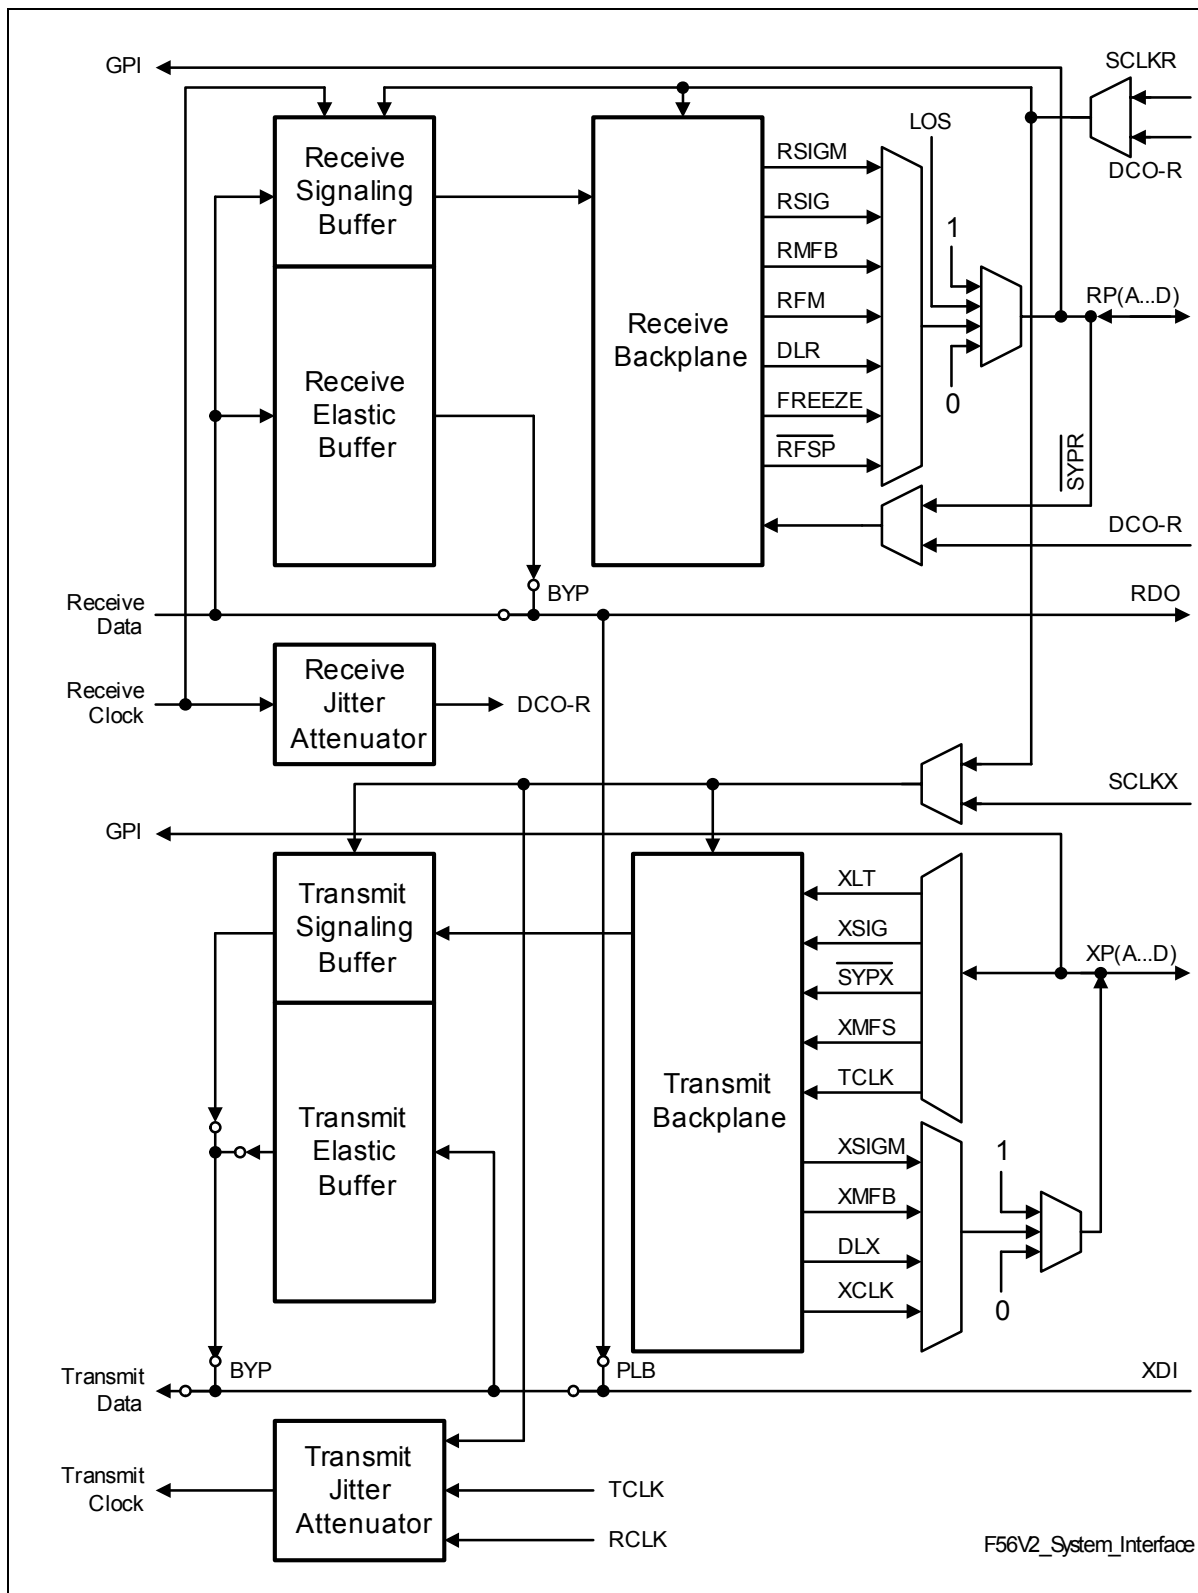 GPI
SCLKR
LOS
DCO-R
Receive
Signaling
Buffer
Receive
Elastic
Buffer
Receive
Backplane
RSIGM
RSIG
RMFB
RFM
DLR
FREEZE
RFSP
1
0
RP(A...D)
SYPR
DCO-R
BYP
RDO
Receive
Data
Receive
Clock
Receive
Jitter
Attenuator
DCO-R
SCLKX
GPI
Transmit
Signaling
Buffer
Transmit
Elastic
Buffer
Transmit
Backplane
XLT
XSIG
SYPX
XMFS
TCLK
XP(A...D)
XSIGM
XMFB
DLX
XCLK
1
0
BYP
PLB
XDI
Transmit
Data
Transmit
Clock
Transmit
Jitter
Attenuator
TCLK
RCLK
F56V2_System_Interface